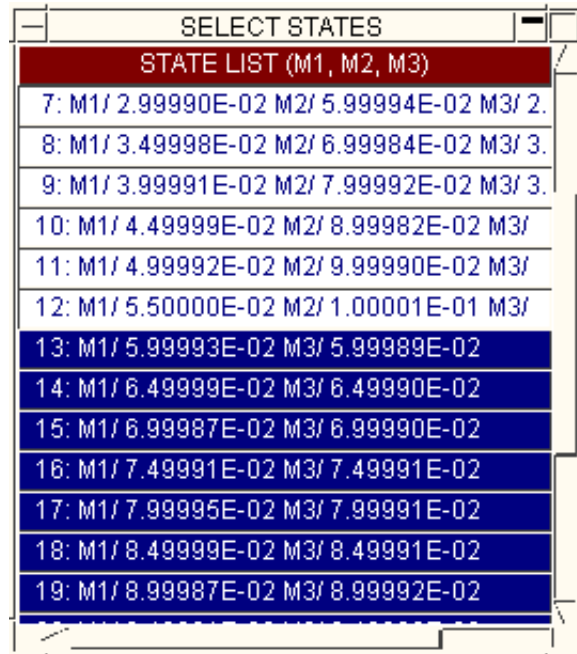 SELECT STATES
STATE LIST (M1, M2, M3)
7: M1/ 2.99990E-02 M2/ 5.99994E-02 M3/ 2.
8: M1/ 3.49998E-02 M2/ 6.99984E-02 M3/ 3.
9: M1/ 3.99991E-02 M2/ 7.99992E-02 M3/ 3.
10: M1/ 4.49999E-02 M2/ 8.99982E-02 M3/
11: M1/ 4.99992E-02 M2/ 9.99990E-02 M3/
12: M1/ 5.50000E-02 M2/ 1.00001E-01 M3/
13: M1/ 5.99993E-02 M3/ 5.99989E-02
14: M1/ 6.49999E-02 M3/ 6.49990E-02
15: M1/ 6.99987E-02 M3/ 6.99990E-02
16: M1/ 7.49991E-02 M3/ 7.49991E-02
17: M1/ 7.99995E-02 M3/ 7.99991E-02
18: M1/ 8.49999E-02 M3/ 8.49991E-02
19: M1/ 8.99987E-02 M3/ 8.99992E-02